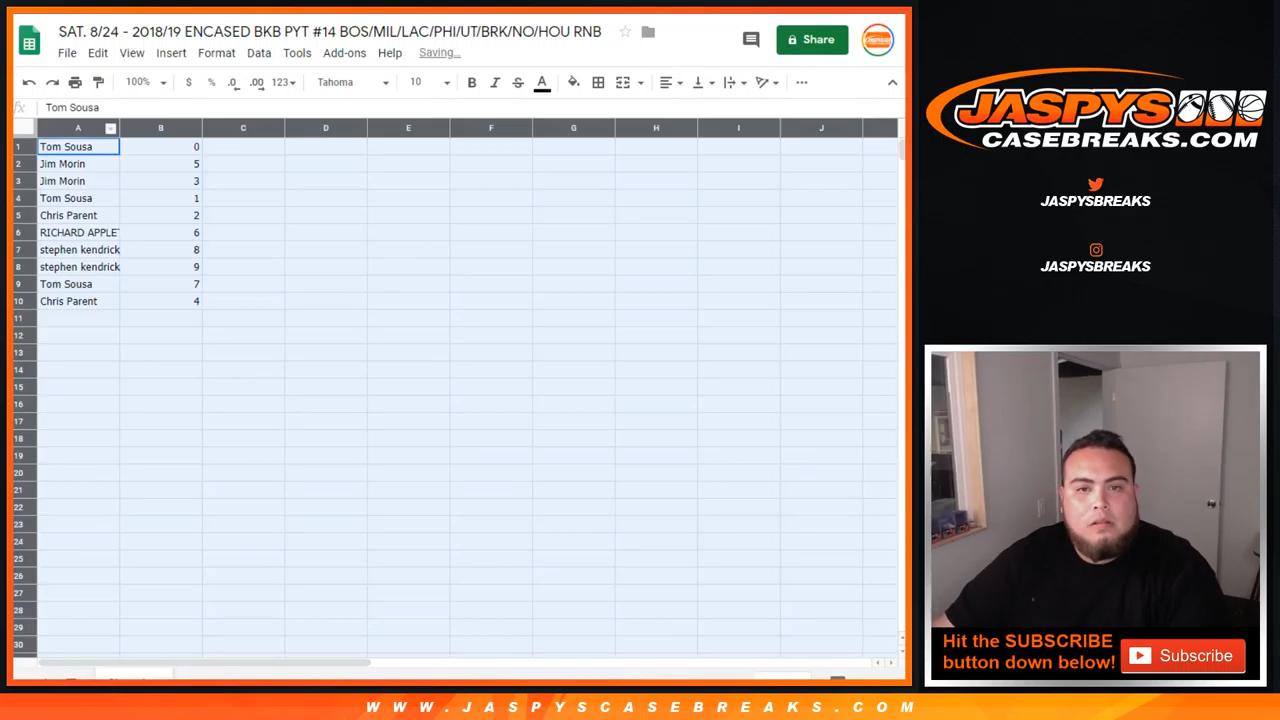 SAT. 8/24 - 2018/19 ENCASED BKB PYT #14 BOS/MIL/LAC/PHI/UT/BRK/NO/HOU RNB
File Edit View Insert Format Data Tools Add-ons Help Saving...
Share
100% $ % .0 .00 123 Tahoma 10 B I S A
fx Tom Sousa
A B C D E F G H I J
1 Tom Sousa 0
2 Jim Morin 5
3 Jim Morin 3
4 Tom Sousa 1
5 Chris Parent 2
6 RICHARD APPLE 6
7 stephen kendrick 8
8 stephen kendrick 9
9 Tom Sousa 7
10 Chris Parent 4
11
12
13
14
15
16
17
18
19
20
21
22
23
24
25
26
27
28
29
30
JASPYS
CASEBREAKS.COM
JASPYSBREAKS
JASPYSBREAKS
Hit the SUBSCRIBE
button down below!
Subscribe
WWW.JASPYSCASEBREAKS.COM